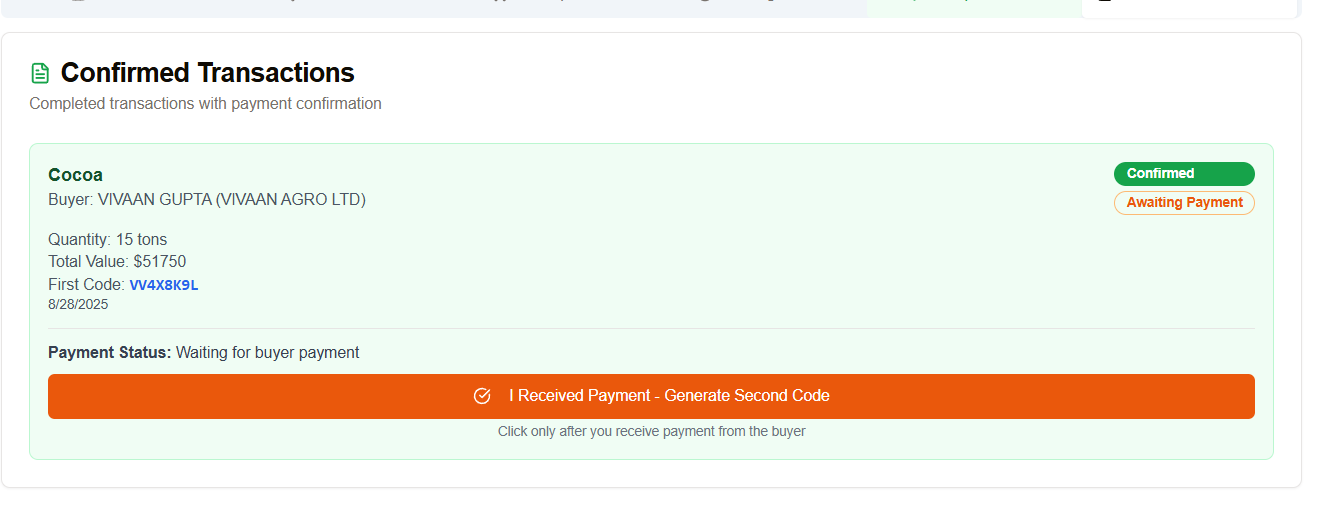 Confirmed Transactions
Completed transactions with payment confirmation
Cocoa
Confirmed
Buyer: VIVAAN GUPTA (VIVAAN AGRO LTD)
Awaiting Payment
Quantity: 15 tons
Total Value: $51750
First Code: VV4X8K9L
8/28/2025
Payment Status: Waiting for buyer payment
I Received Payment - Generate Second Code
Click only after you receive payment from the buyer